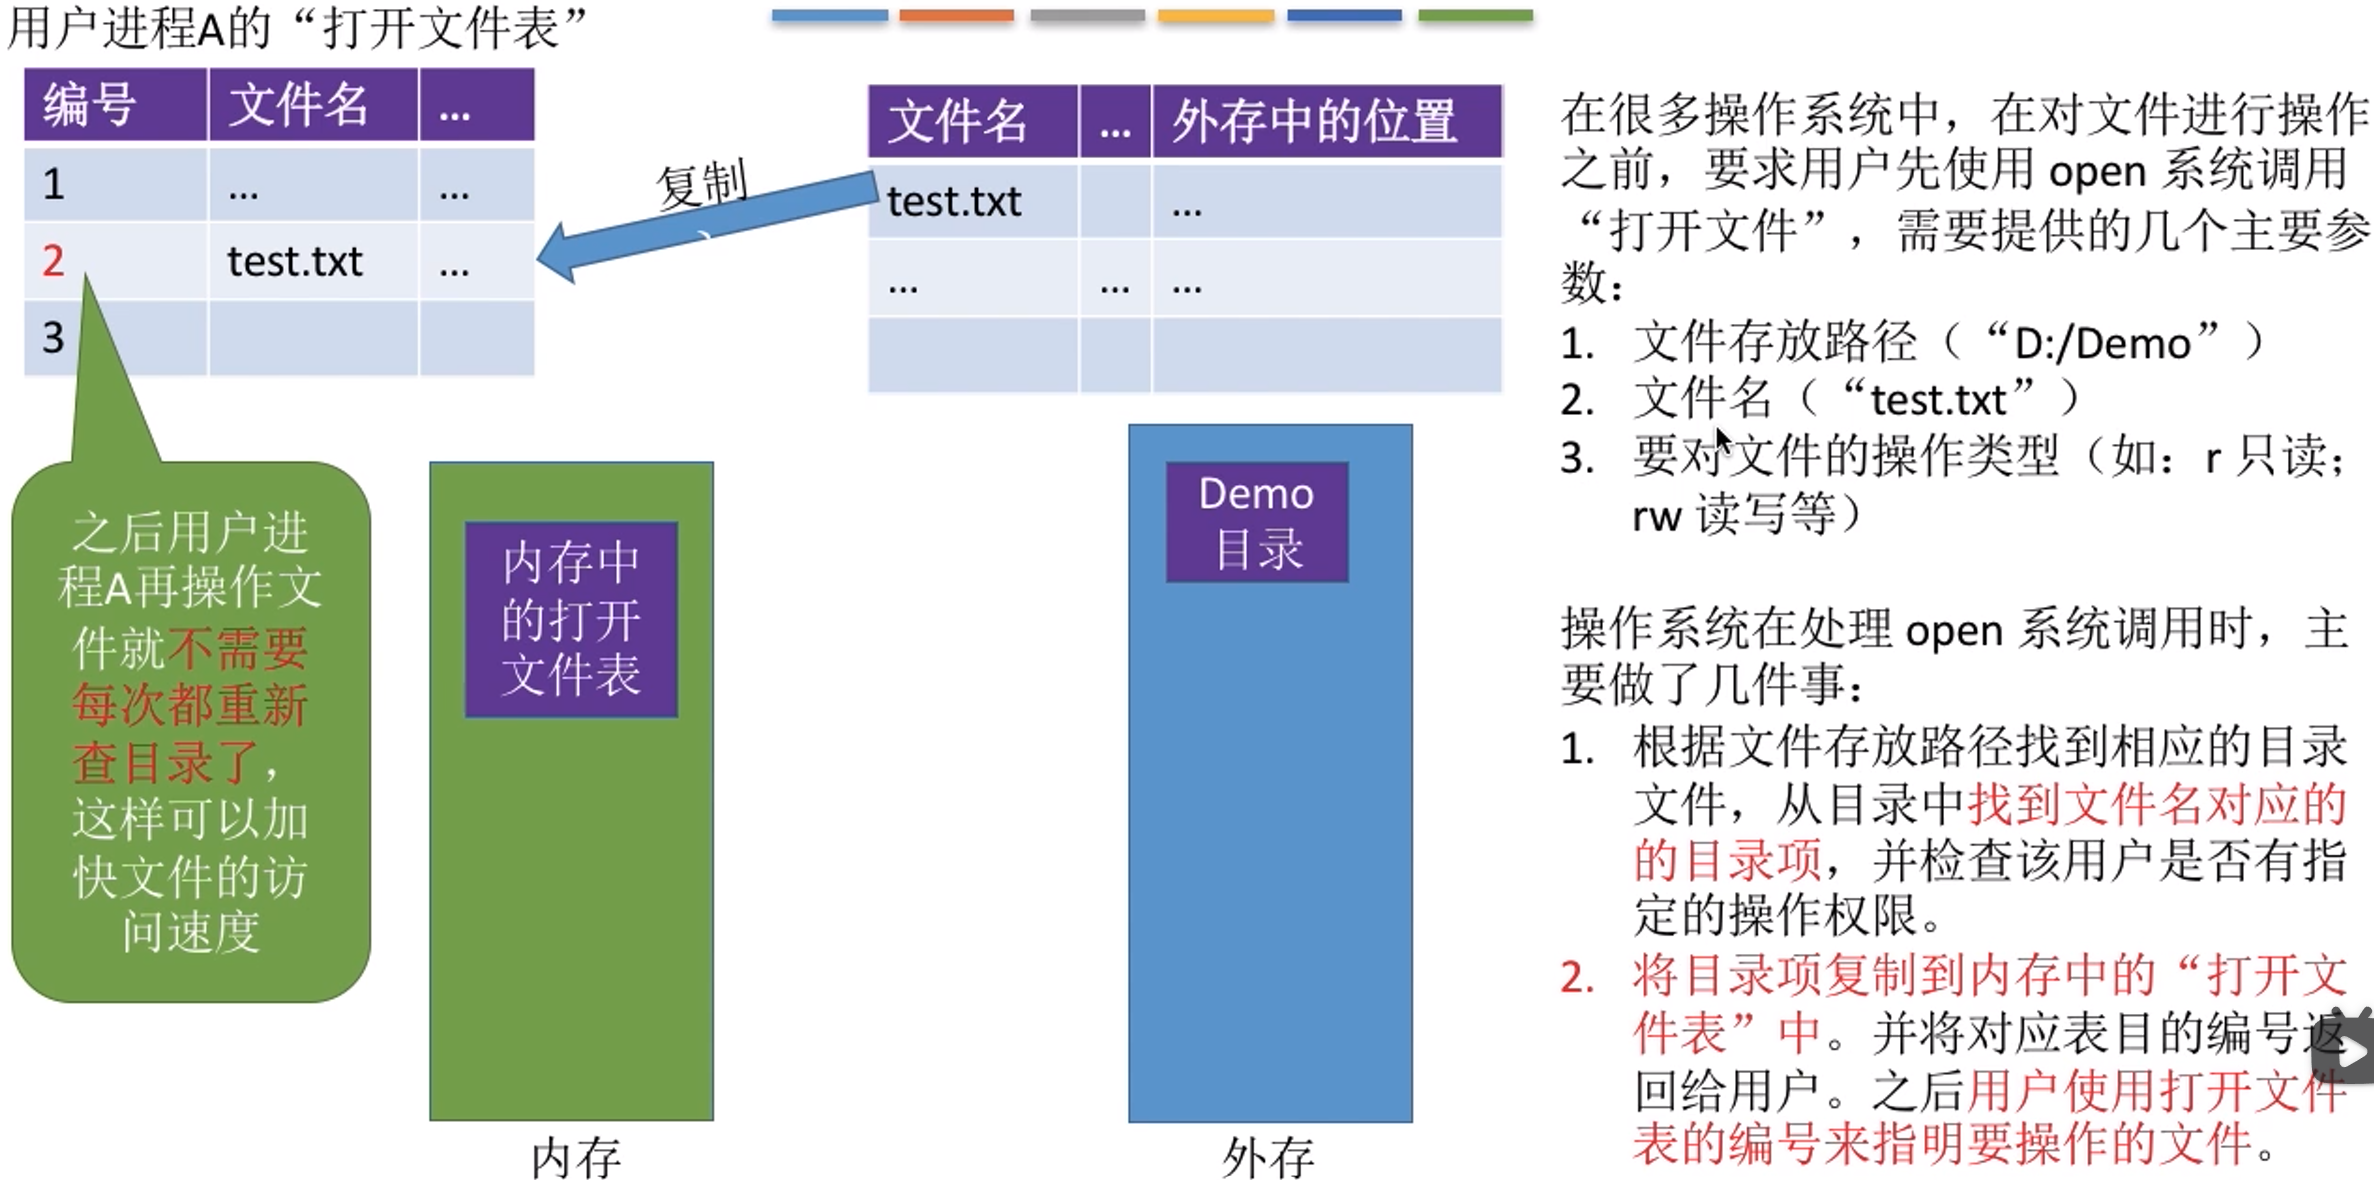 用户进程A的“打开文件表”
编号 文件名 ...
1 ... ...
2 test.txt ...
3
复制
、
文件名 ... 外存中的位置
test.txt ...
... ... ...
之后用户进
程A再操作文
件就不需要
每次都重新
查目录了，
这样可以加
快文件的访
问速度
内存中
的打开
文件表
内存
Demo
目录
外存
在很多操作系统中，在对文件进行操作
之前，要求用户先使用 open 系统调用
“打开文件”，需要提供的几个主要参
数：
1. 文件存放路径（“D:/Demo”）
2. 文件名（“test.txt”）
3. 要对文件的操作类型（如：r 只读；
rw 读写等）
操作系统在处理 open 系统调用时，主
要做了几件事：
1. 根据文件存放路径找到相应的目录
文件，从目录中找到文件名对应的
的目录项，并检查该用户是否有指
定的操作权限。
2. 将目录项复制到内存中的“打开文
件表”中。并将对应表目的编号返
回给用户。之后用户使用打开文件
表的编号来指明要操作的文件。